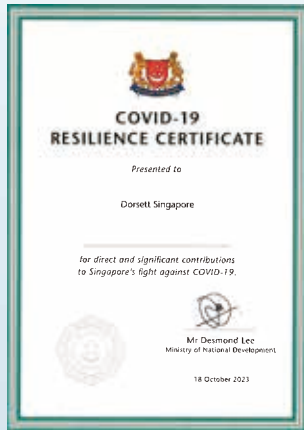 COVID-19
RESILIENCE CERTIFICATE
Presented to
Dorsett Singapore
for direct and significant contributions
to Singapore's fight against COVID-19.
Mr Desmond Lee
Ministry of National Development
18 October 2023